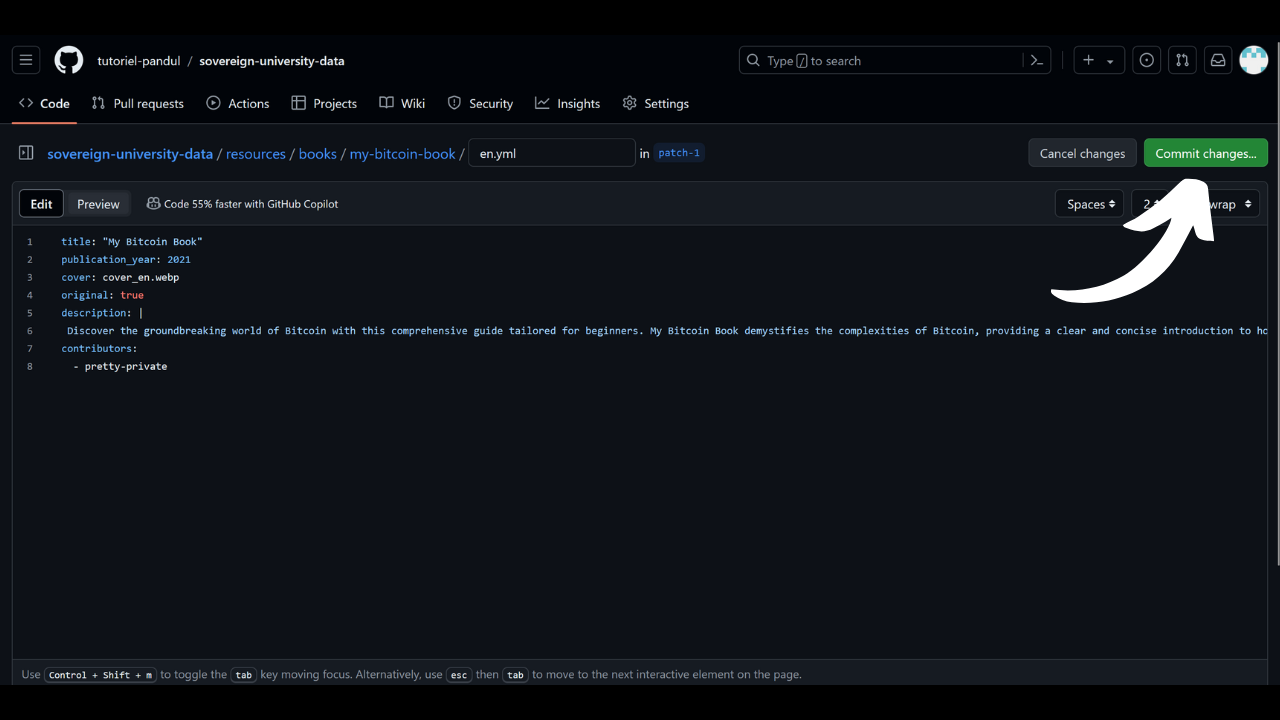 tutoriel-pandul / sovereign-university-data
Type / to search
Code Pull requests Actions Projects Wiki Security Insights Settings
sovereign-university-data / resources / books / my-bitcoin-book / en.yml in patch-1
Cancel changes Commit changes...
Edit Preview Code 55% faster with GitHub Copilot
Spaces 2 wrap
1 title: "My Bitcoin Book"
2 publication_year: 2021
3 cover: cover_en.webp
4 original: true
5 description: |
6 Discover the groundbreaking world of Bitcoin with this comprehensive guide tailored for beginners. My Bitcoin Book demystifies the complexities of Bitcoin, providing a clear and concise introduction to
7 contributors:
8 - pretty-private
Use Control + Shift + m to toggle the tab key moving focus. Alternatively, use esc then tab to move to the next interactive element on the page.